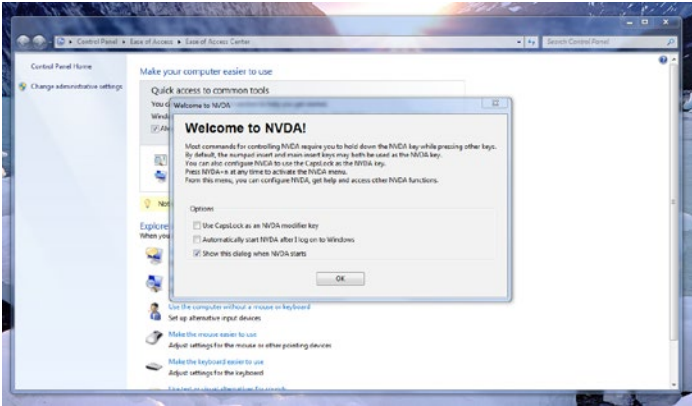 Control Panel ▸ Ease of Access ▸ Ease of Access Center
Search Control Panel
Control Panel Home
Change administrative settings
Make your computer easier to use
Quick access to common tools
You c
Windo
Welcome to NVDA
Welcome to NVDA!
Most commands for controlling NVDA require you to hold down the NVDA key while pressing other keys.
By default, the numpad insert and main insert keys may both be used as the NVDA key.
You can also configure NVDA to use the CapsLock as the NVDA key.
Press NVDA+n at any time to activate the NVDA menu.
From this menu, you can configure NVDA, get help and access other NVDA functions.
Options
Use CapsLock as an NVDA modifier key
Automatically start NVDA after I log on to Windows
Show this dialog when NVDA starts
OK
Not
Explore
When you
Use the computer without a mouse or keyboard
Set up alternative input devices
Make the mouse easier to use
Adjust settings for the mouse or other pointing devices
Make the keyboard easier to use
Adjust settings for the keyboard